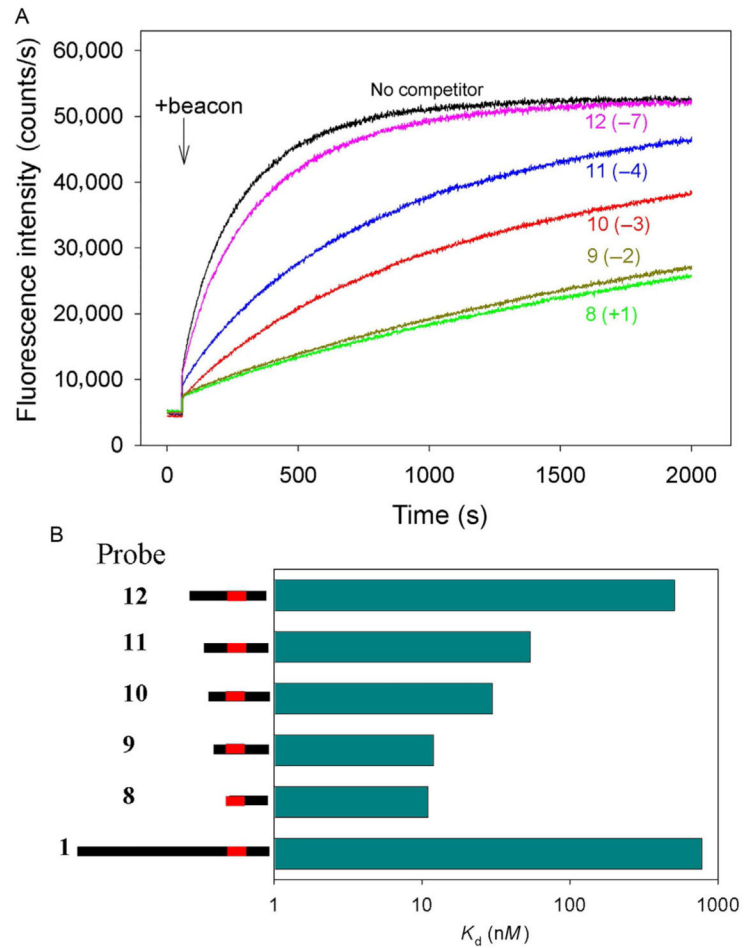 A
Fluorescence intensity (counts/s)
60,000
50,000
40,000
30,000
20,000
10,000
0
+beacon
No competitor
12 (–7)
11 (–4)
10 (–3)
9 (–2)
8 (+1)
0 500 1000 1500 2000
Time (s)
B
Probe
12
11
10
9
8
1
1 10 100 1000
Kd (nM)